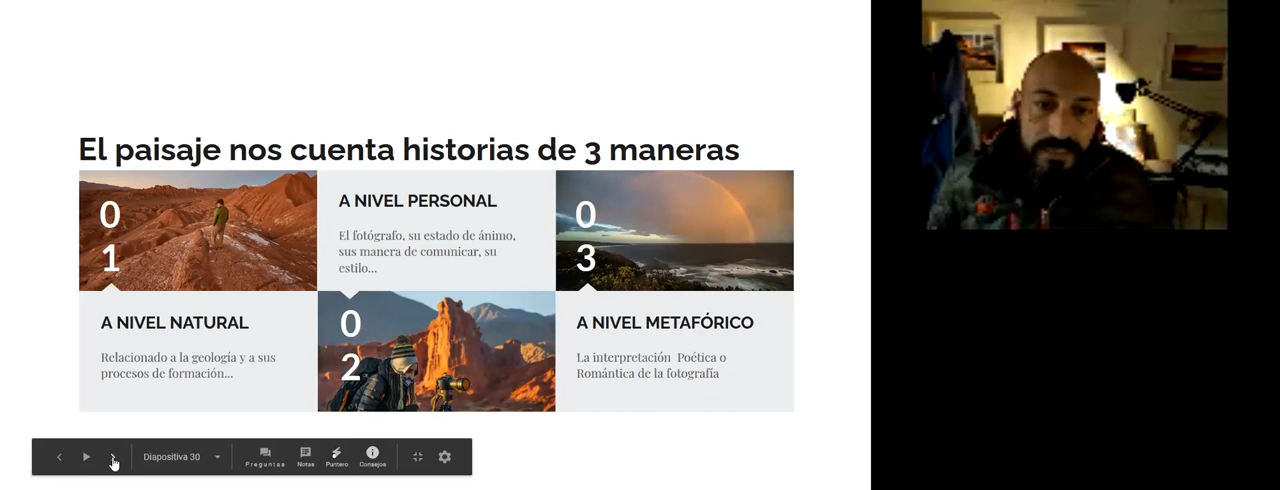 El paisaje nos cuenta historias de 3 maneras
0
1
A NIVEL NATURAL
Relacionado a la geología y a sus
procesos de formación...
A NIVEL PERSONAL
El fotógrafo, su estado de ánimo,
sus manera de comunicar, su
estilo...
0
2
0
3
A NIVEL METAFÓRICO
La interpretación Poética o
Romántica de la fotografía
Diapositiva 30
Preguntas
Notas
Puntero
Consejos